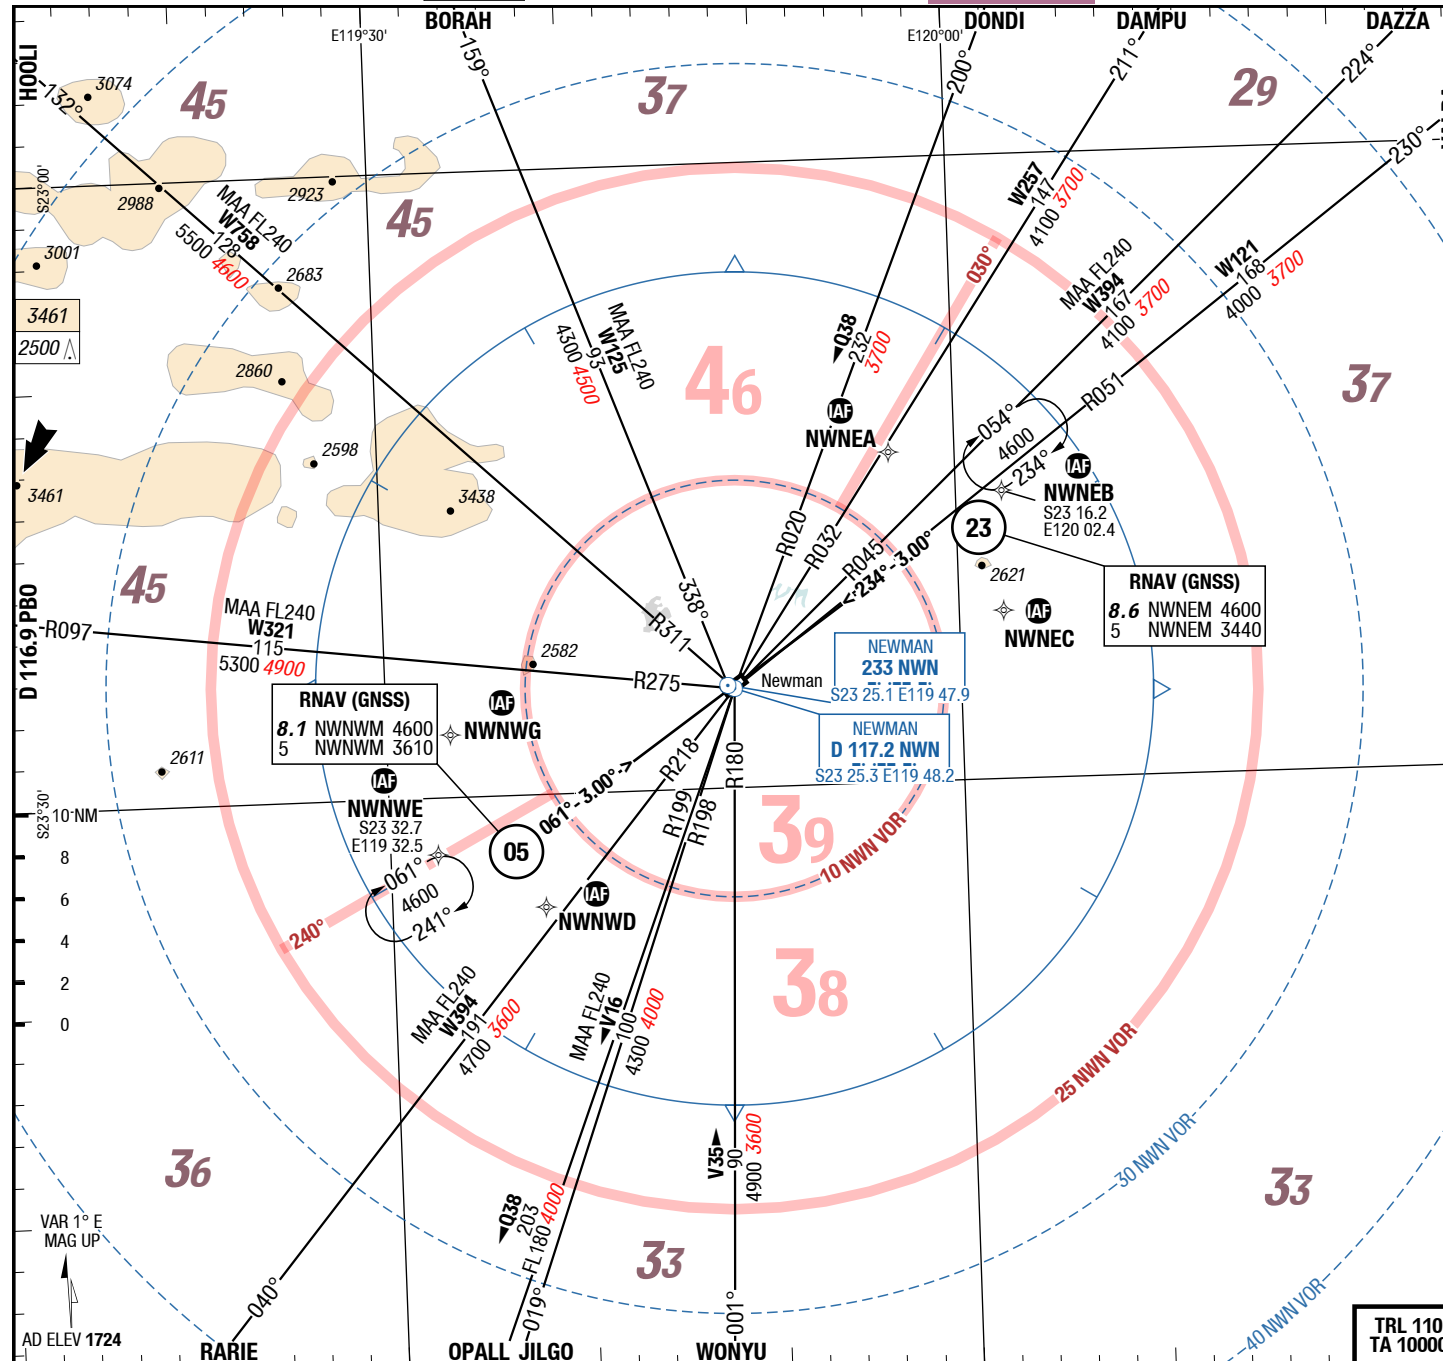 BORAH
DONDI
DAMPU
DAZZA
E119°30'
E120°00'
HOOLI
132°
159°
200°
211°
224°
230°
3074
45
37
29
S23°00'
2988
2923
45
3001
2683
MAA FL240
W758
128
5500 4600
3461
2500
MAA FL240
W125
93
4300 4500
Q38
232
3700
W257
147
4100 3700
030°
MAA FL240
W394
167
4100 3700
W121
168
4000 3700
2860
46
37
IAF
NWNEA
R051
054°
4600
234°
IAF
NWNEB
S23 16.2
E120 02.4
2598
3438
3461
R020
R032
R045
<-234°-3.00°
23
2621
RNAV (GNSS)
8.6 NWNEM 4600
5 NWNEM 3440
IAF
NWNEC
45
338°
R311
D 116.9 PBO
R097
MAA FL240
W321
115
5300 4900
2582
R275
Newman
NEWMAN
233 NWN
S23 25.1 E119 47.9
NEWMAN
D 117.2 NWN
S23 25.3 E119 48.2
RNAV (GNSS)
8.1 NWNWM 4600
5 NWNWM 3610
IAF
NWNWG
2611
IAF
NWNWE
S23 32.7
E119 32.5
061°-3.00°->
R218
R199
R198
R180
S23°30'
10 NM
8
6
4
2
0
05
39
10 NWN VOR
061°
4600
241°
240°
IAF
NWNWD
38
MAA FL240
W394
191
4700 3600
MAA FL240
V16
100
4300 4000
25 NWN VOR
V35
90
4900 3600
30 NWN VOR
36
33
Q38
203
FL180 4000
33
VAR 1° E
MAG UP
040°
019°
001°
40 NWN VOR
AD ELEV 1724
RARIE
OPALL
JILGO
WONYU
TRL 110
TA 10000